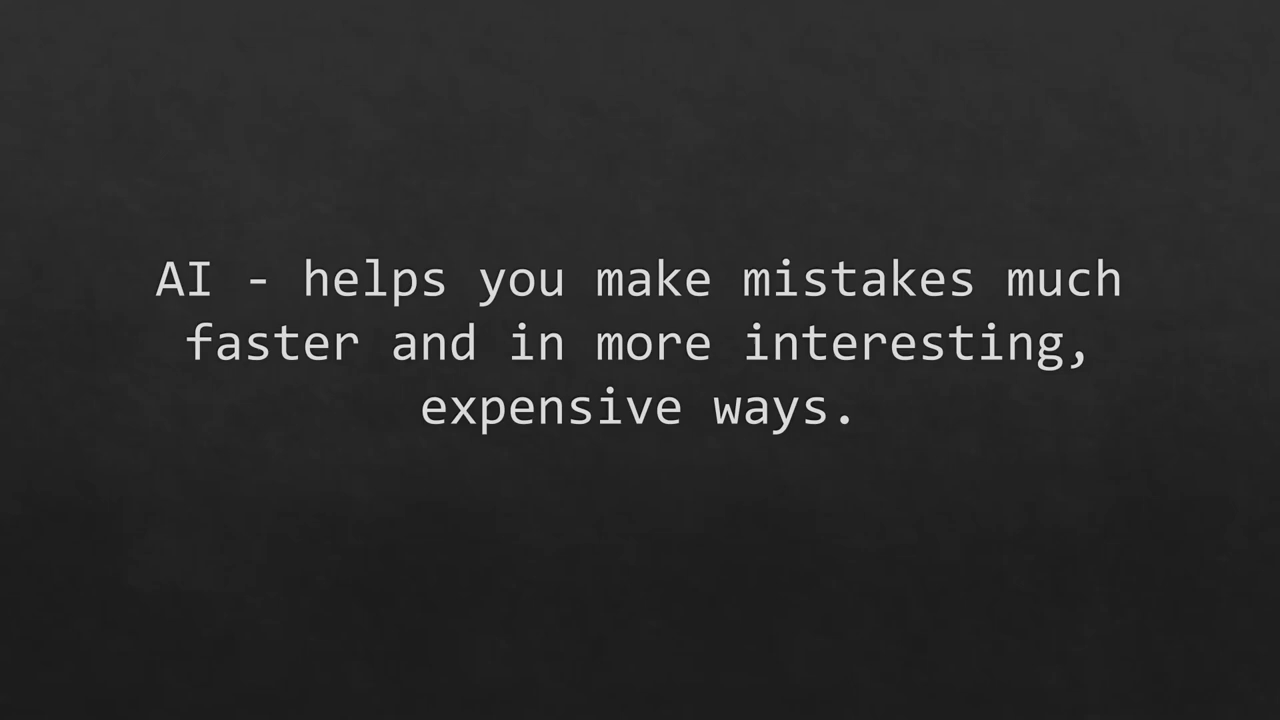 AI - helps you make mistakes much
faster and in more interesting,
expensive ways.